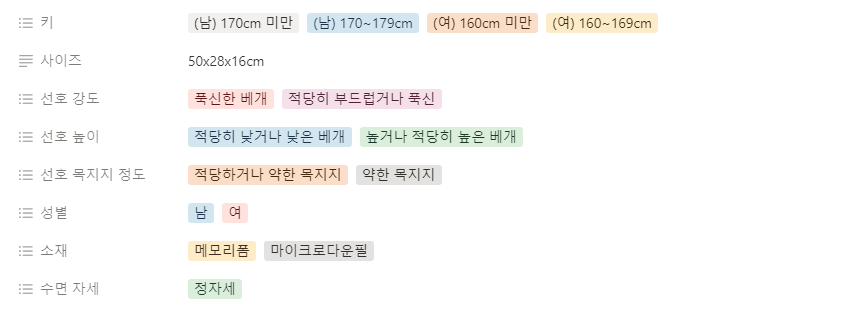 키 (남) 170cm 미만 (남) 170~179cm (여) 160cm 미만 (여) 160~169cm
사이즈 50x28x16cm
선호 강도 푹신한 베개 적당히 부드럽거나 푹신
선호 높이 적당히 낮거나 낮은 베개 높거나 적당히 높은 베개
선호 목지지 정도 적당하거나 약한 목지지 약한 목지지
성별 남 여
소재 메모리폼 마이크로다운필
수면 자세 정자세